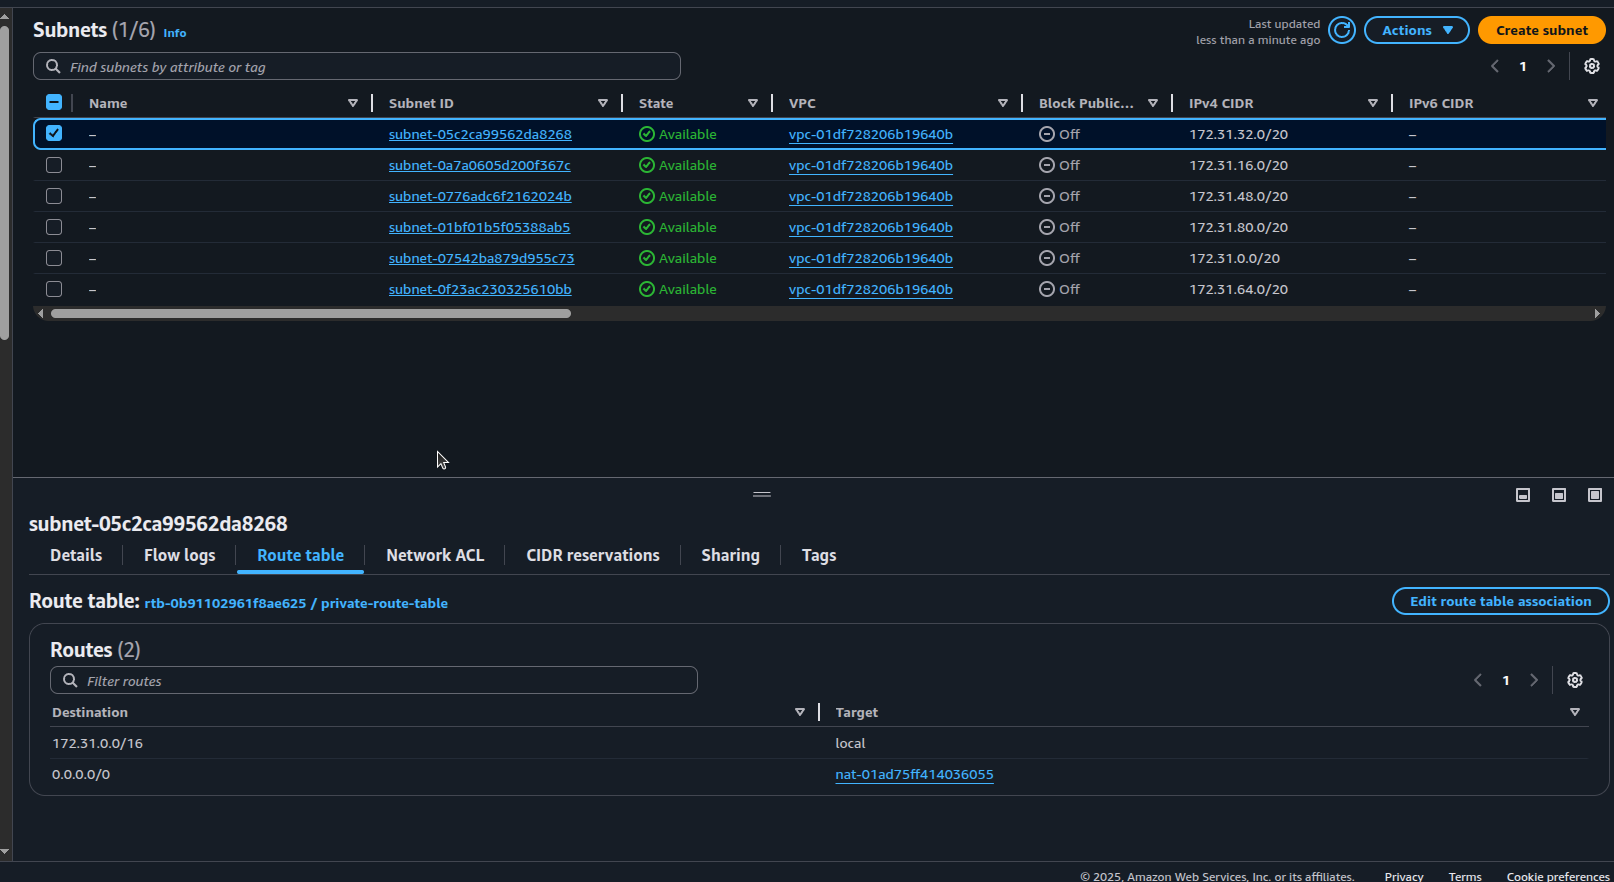 Subnets (1/6) Info
Last updated
less than a minute ago
Actions
Create subnet
Find subnets by attribute or tag
1
Name Subnet ID State VPC Block Public... IPv4 CIDR IPv6 CIDR
– subnet-05c2ca99562da8268 Available vpc-01df728206b19640b Off 172.31.32.0/20 –
– subnet-0a7a0605d200f367c Available vpc-01df728206b19640b Off 172.31.16.0/20 –
– subnet-0776adc6f2162024b Available vpc-01df728206b19640b Off 172.31.48.0/20 –
– subnet-01bf01b5f05388ab5 Available vpc-01df728206b19640b Off 172.31.80.0/20 –
– subnet-07542ba879d955c73 Available vpc-01df728206b19640b Off 172.31.0.0/20 –
– subnet-0f23ac230325610bb Available vpc-01df728206b19640b Off 172.31.64.0/20 –
subnet-05c2ca99562da8268
Details Flow logs Route table Network ACL CIDR reservations Sharing Tags
Route table: rtb-0b91102961f8ae625 / private-route-table
Edit route table association
Routes (2)
Filter routes
1
Destination Target
172.31.0.0/16 local
0.0.0.0/0 nat-01ad75ff414036055
© 2025, Amazon Web Services, Inc. or its affiliates. Privacy Terms Cookie preferences